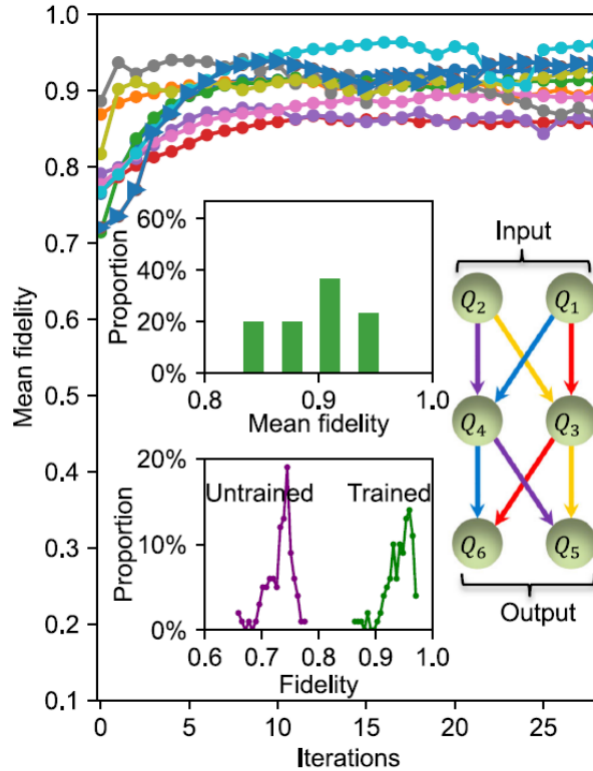 1.0
0.9
0.8
0.7
0.6
0.5
0.4
0.3
0.2
0.1
Mean fidelity
0
5
10
15
20
25
Iterations
60%
40%
20%
0%
Proportion
0.8
0.9
1.0
Mean fidelity
20%
10%
0%
Proportion
Untrained
Trained
0.6
0.7
0.8
0.9
1.0
Fidelity
Input
Q2 Q1
Q4 Q3
Q6 Q5
Output